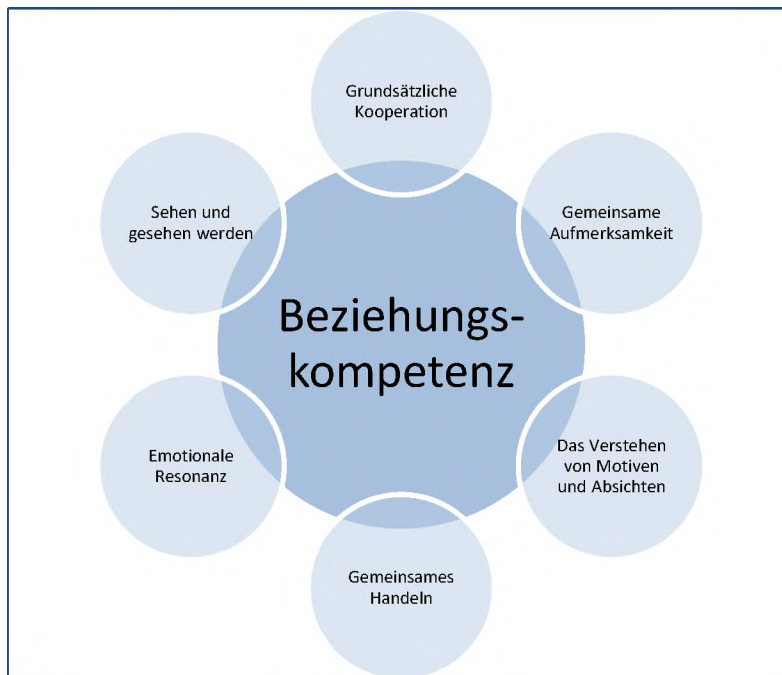 Grundsätzliche
Kooperation
Gemeinsame
Aufmerksamkeit
Das Verstehen
von Motiven
und Absichten
Gemeinsames
Handeln
Emotionale
Resonanz
Sehen und
gesehen werden
Beziehungs-
kompetenz